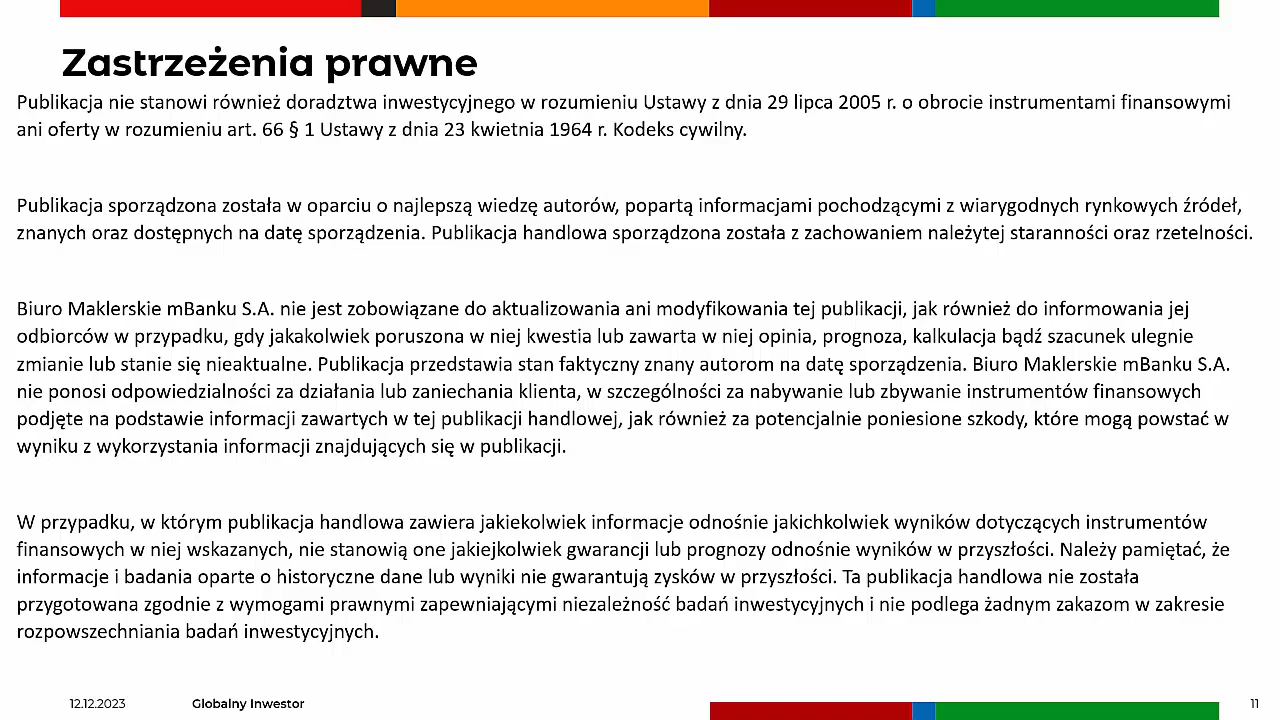 Zastrzeżenia prawne
Publikacja nie stanowi również doradztwa inwestycyjnego w rozumieniu Ustawy z dnia 29 lipca 2005 r. o obrocie instrumentami finansowymi
ani oferty w rozumieniu art. 66 § 1 Ustawy z dnia 23 kwietnia 1964 r. Kodeks cywilny.
Publikacja sporządzona została w oparciu o najlepszą wiedzę autorów, popartą informacjami pochodzącymi z wiarygodnych rynkowych źródeł,
znanych oraz dostępnych na datę sporządzenia. Publikacja handlowa sporządzona została z zachowaniem należytej staranności oraz rzetelności.
Biuro Maklerskie mBanku S.A. nie jest zobowiązane do aktualizowania ani modyfikowania tej publikacji, jak również do informowania jej
odbiorców w przypadku, gdy jakakolwiek poruszona w niej kwestia lub zawarta w niej opinia, prognoza, kalkulacja bądź szacunek ulegnie
zmianie lub stanie się nieaktualne. Publikacja przedstawia stan faktyczny znany autorom na datę sporządzenia. Biuro Maklerskie mBanku S.A.
nie ponosi odpowiedzialności za działania lub zaniechania klienta, w szczególności za nabywanie lub zbywanie instrumentów finansowych
podjęte na podstawie informacji zawartych w tej publikacji handlowej, jak również za potencjalnie poniesione szkody, które mogą powstać w
wyniku z wykorzystania informacji znajdujących się w publikacji.
W przypadku, w którym publikacja handlowa zawiera jakiekolwiek informacje odnośnie jakichkolwiek wyników dotyczących instrumentów
finansowych w niej wskazanych, nie stanowią one jakiejkolwiek gwarancji lub prognozy odnośnie wyników w przyszłości. Należy pamiętać, że
informacje i badania oparte o historyczne dane lub wyniki nie gwarantują zysków w przyszłości. Ta publikacja handlowa nie została
przygotowana zgodnie z wymogami prawnymi zapewniającymi niezależność badań inwestycyjnych i nie podlega żadnym zakazom w zakresie
rozpowszechniania badań inwestycyjnych.
12.12.2023 Globalny Inwestor 11